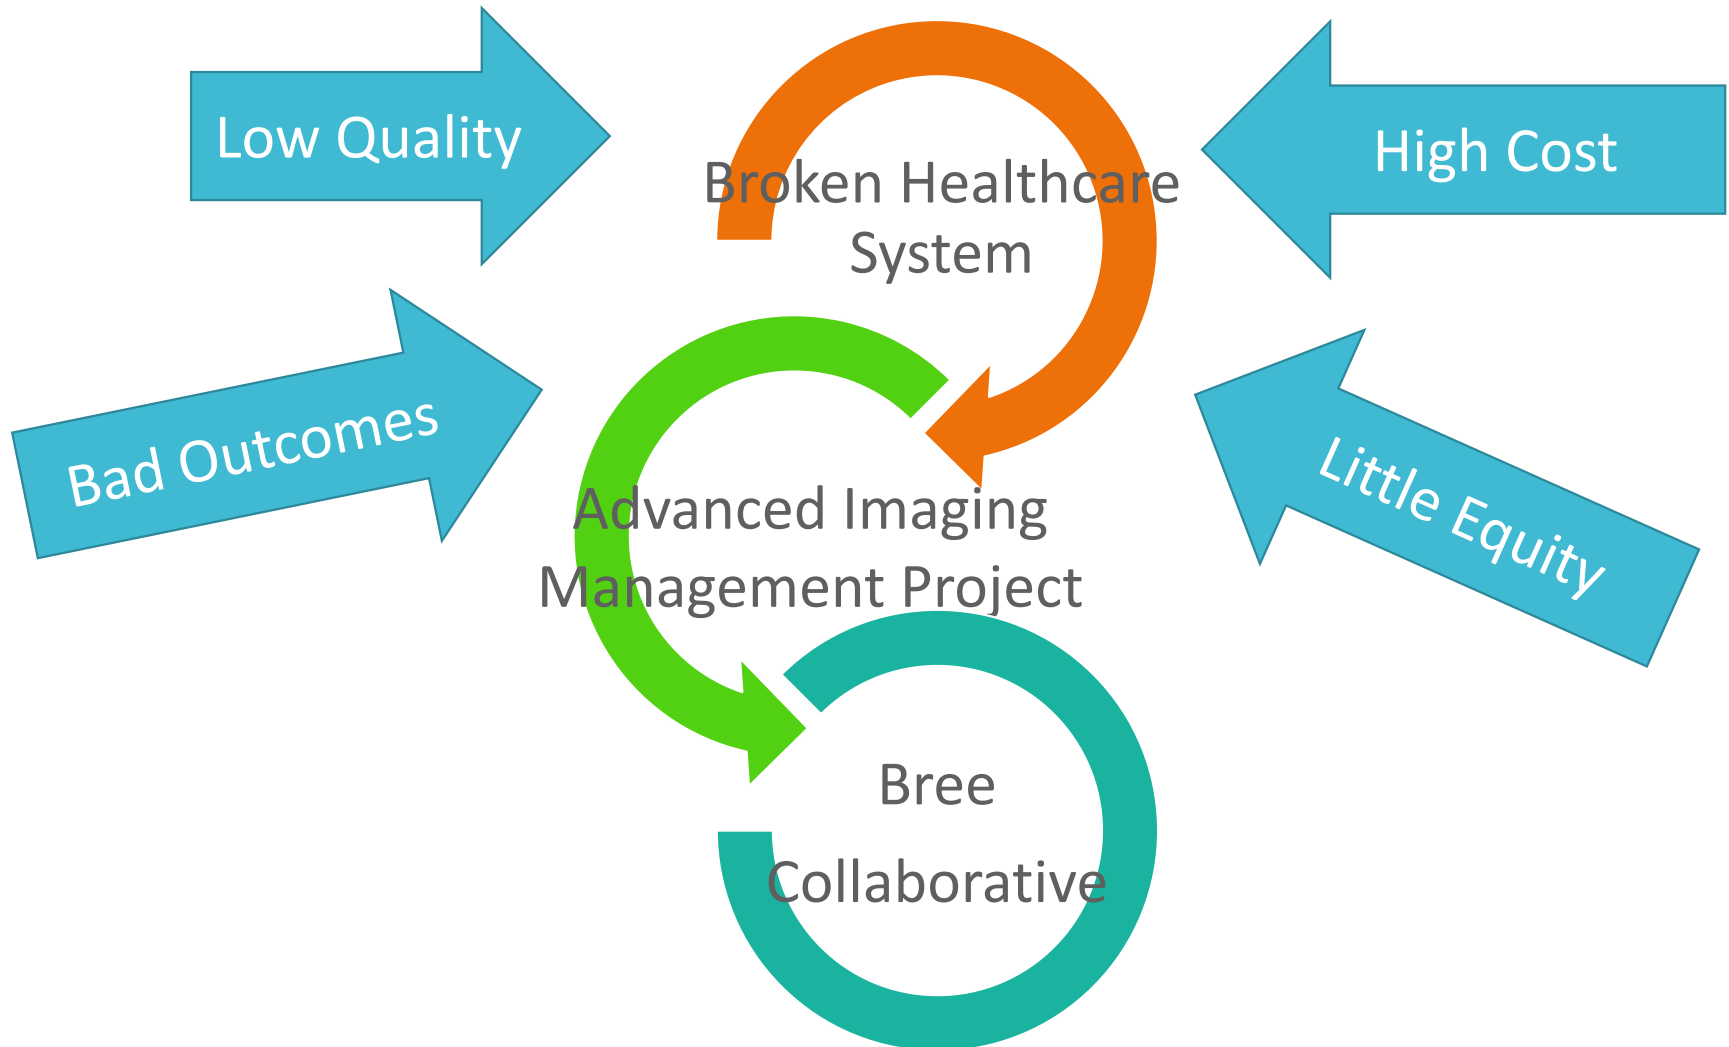 Low Quality
High Cost
Broken Healthcare
System
Bad Outcomes
Little Equity
Advanced Imaging
Management Project
Bree
Collaborative